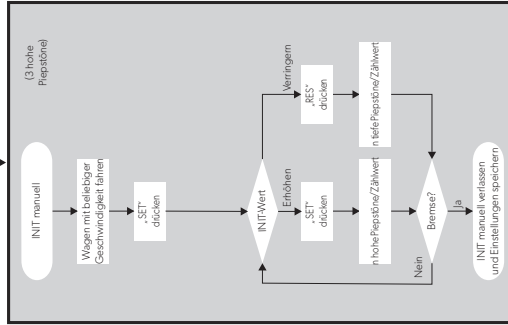 (3 hohe
Piepstöne)
INIT manuell
Wagen mit beliebiger
Geschwindigkeit fahren
„SET“
drücken
INIT-Wert
Verringern
„RES“
drücken
n tiefe Piepstöne/Zählwert
Erhöhen
„SET“
drücken
n hohe Piepstöne/Zählwert
Bremse?
Nein
Ja
INIT manuell verlassen
und Einstellungen speichern